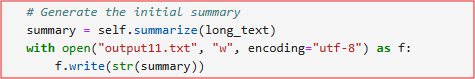 # Generate the initial summary
summary = self.summarize(long_text)
with open("output11.txt", "w", encoding="utf-8") as f:
    f.write(str(summary))